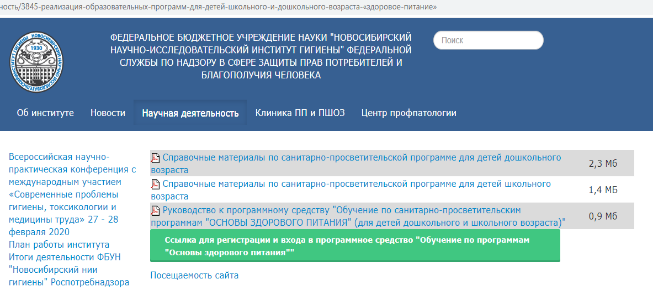 ность/3845-реализация-образовательных-программ-для-детей-школьного-и-дошкольного-возраста-«здоровое-питание»
ФЕДЕРАЛЬНОЕ БЮДЖЕТНОЕ УЧРЕЖДЕНИЕ НАУКИ "НОВОСИБИРСКИЙ
НАУЧНО-ИССЛЕДОВАТЕЛЬСКИЙ ИНСТИТУТ ГИГИЕНЫ" ФЕДЕРАЛЬНОЙ
СЛУЖБЫ ПО НАДЗОРУ В СФЕРЕ ЗАЩИТЫ ПРАВ ПОТРЕБИТЕЛЕЙ И
БЛАГОПОЛУЧИЯ ЧЕЛОВЕКА
Поиск
1930
Об институте Новости Научная деятельность Клиника ПП и ПШОЗ Центр профпатологии
Всероссийская научно-
практическая конференция с
международным участием
«Современные проблемы
гигиены, токсикологии и
медицины труда» 27 - 28
февраля 2020
План работы института
Итоги деятельности ФБУН
"Новосибирский нии
гигиены" Роспотребнадзора
Справочные материалы по санитарно-просветительской программе для детей дошкольного
возраста
2,3 Мб
Справочные материалы по санитарно-просветительской программе для детей школьного
возраста
1,4 МБ
Руководство к программному средству "Обучение по санитарно-просветительским
программам "ОСНОВЫ ЗДОРОВОГО ПИТАНИЯ" (для детей дошкольного и школьного возраста)"
0,9 Мб
Ссылка для регистрации и входа в программное средство "Обучение по программам
"Основы здорового питания""
Посещаемость сайта